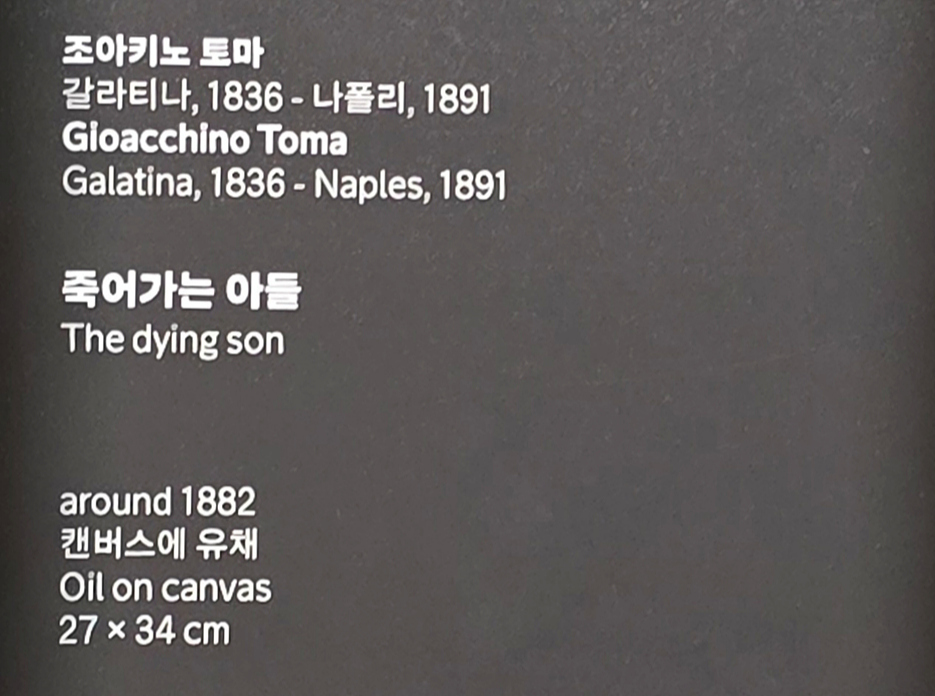 조아키노 토마
갈라티나, 1836 - 나폴리, 1891
Gioacchino Toma
Galatina, 1836 - Naples, 1891
죽어가는 아들
The dying son
around 1882
캔버스에 유채
Oil on canvas
27 × 34 cm